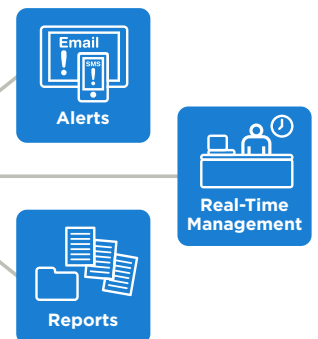 Email
!
SMS
!
Alerts
Real-Time
Management
Reports